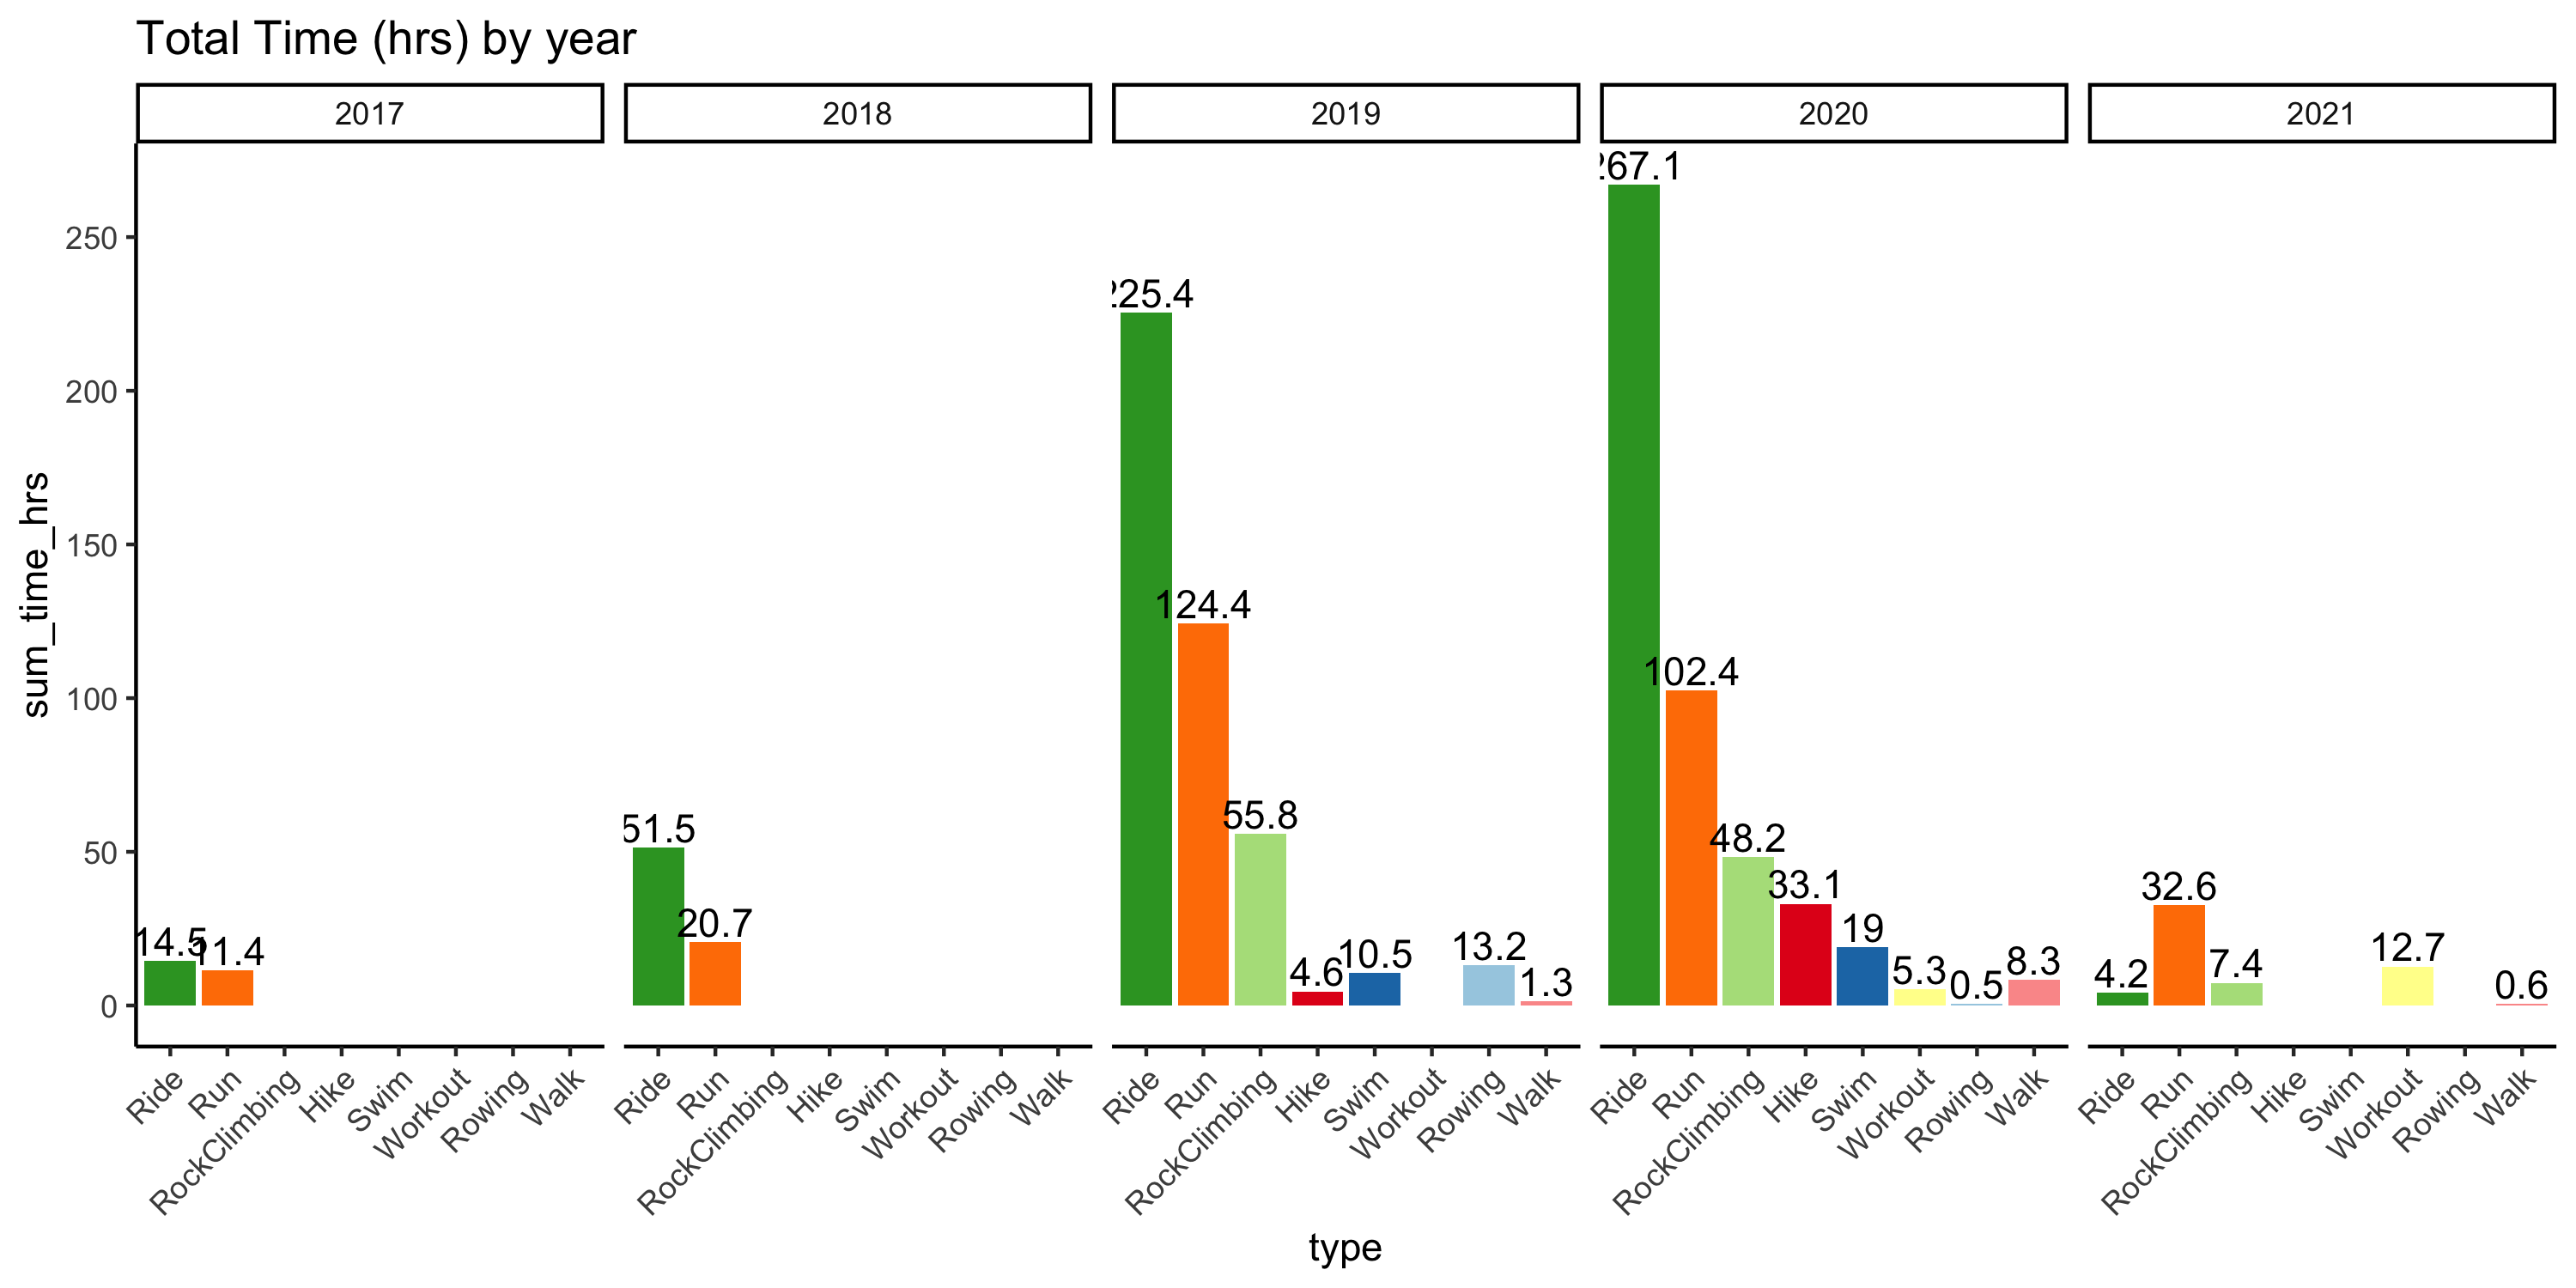 Total Time (hrs) by year
2017 2018 2019 2020 2021
sum_time_hrs
250
200
150
100
50
0
14.5 11.4
51.5 20.7
225.4 124.4 55.8 4.6 10.5 13.2 1.3
267.1 102.4 48.2 33.1 19 5.3 0.5 8.3
4.2 32.6 7.4 12.7 0.6
Ride Run RockClimbing Hike Swim Workout Rowing Walk
Ride Run RockClimbing Hike Swim Workout Rowing Walk
Ride Run RockClimbing Hike Swim Workout Rowing Walk
Ride Run RockClimbing Hike Swim Workout Rowing Walk
Ride Run RockClimbing Hike Swim Workout Rowing Walk
type